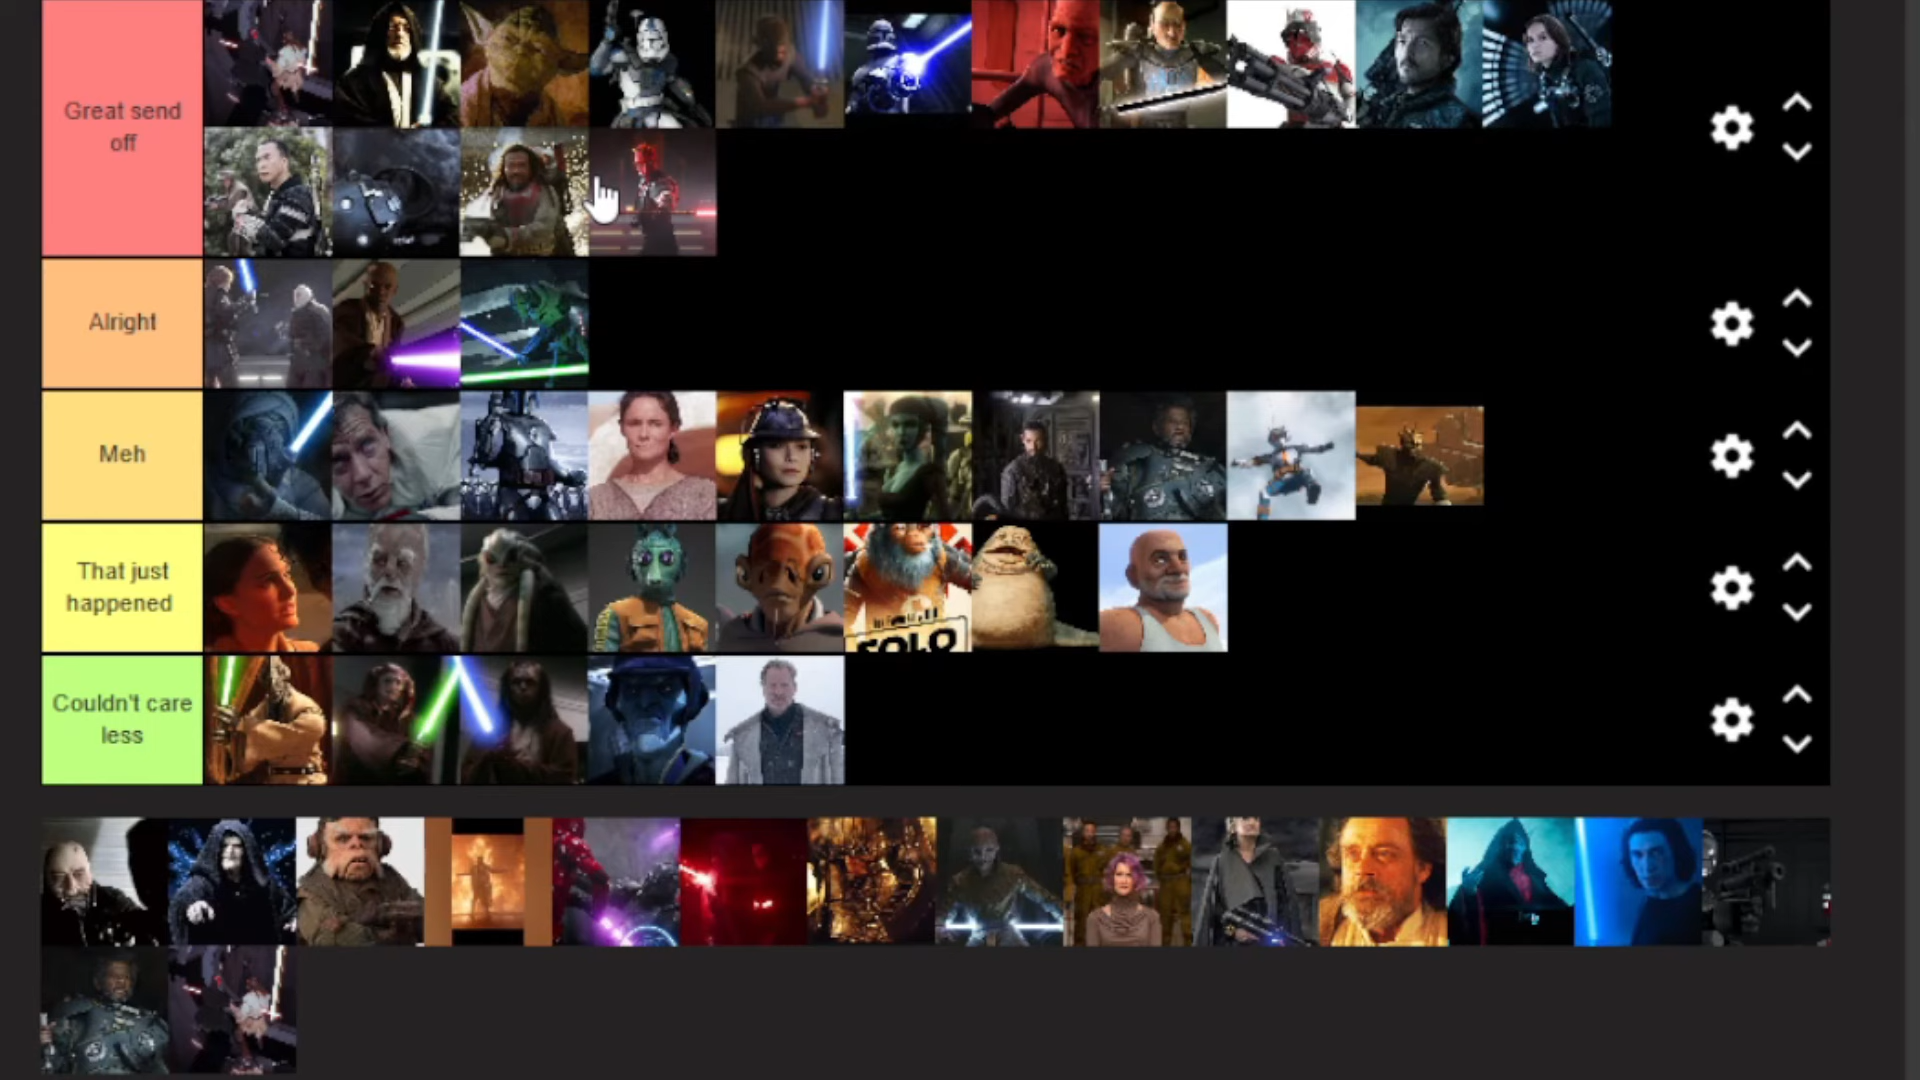 Great send
off
Alright
Meh
That just
happened
SOLO
Couldn't care
less